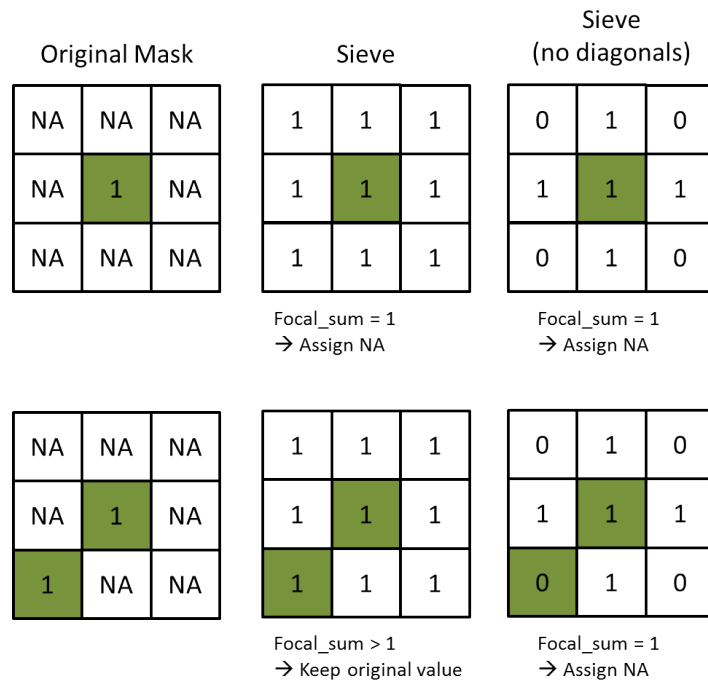 Original Mask
Sieve
Sieve
(no diagonals)
NA NA NA
NA 1 NA
NA NA NA
1 1 1
1 1 1
1 1 1
0 1 0
1 1 1
0 1 0
Focal_sum = 1
→ Assign NA
Focal_sum = 1
→ Assign NA
NA NA NA
NA 1 NA
1 NA NA
1 1 1
1 1 1
1 1 1
0 1 0
1 1 1
0 1 0
Focal_sum > 1
→ Keep original value
Focal_sum = 1
→ Assign NA